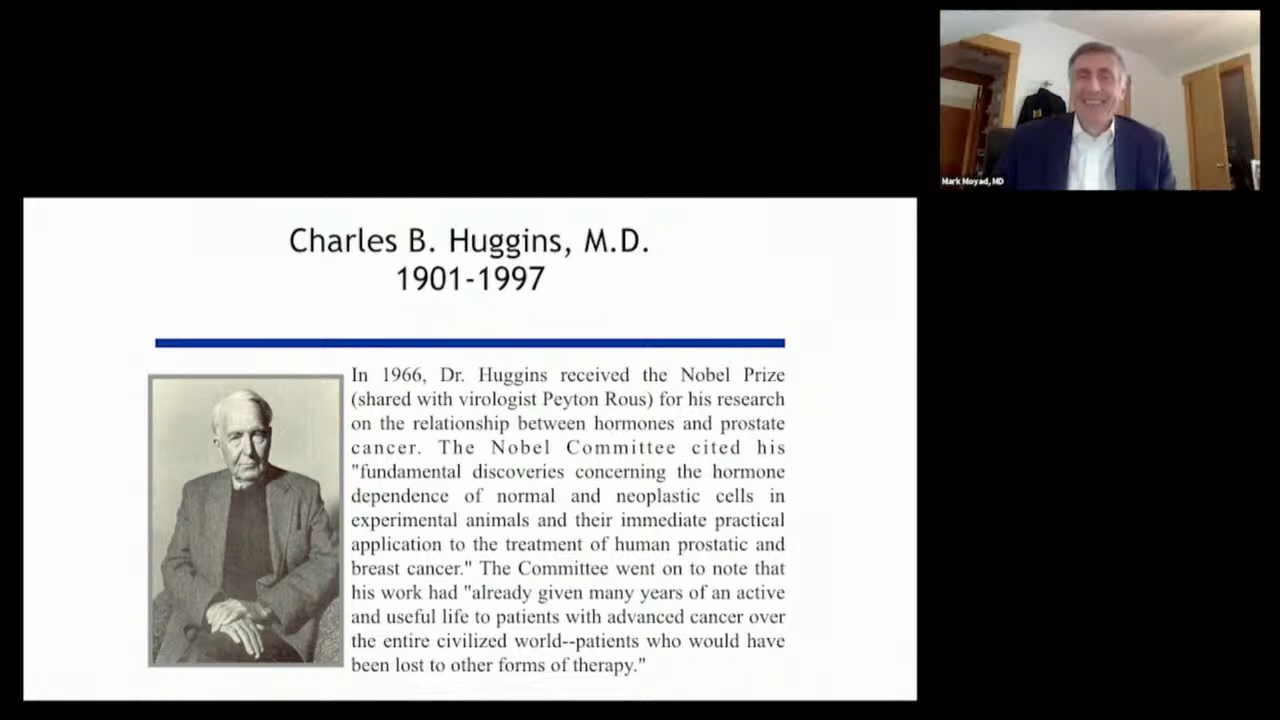 Mark Moyad, MD
Charles B. Huggins, M.D.
1901-1997
In 1966, Dr. Huggins received the Nobel Prize
(shared with virologist Peyton Rous) for his research
on the relationship between hormones and prostate
cancer. The Nobel Committee cited his
"fundamental discoveries concerning the hormone
dependence of normal and neoplastic cells in
experimental animals and their immediate practical
application to the treatment of human prostatic and
breast cancer." The Committee went on to note that
his work had "already given many years of an active
and useful life to patients with advanced cancer over
the entire civilized world--patients who would have
been lost to other forms of therapy."